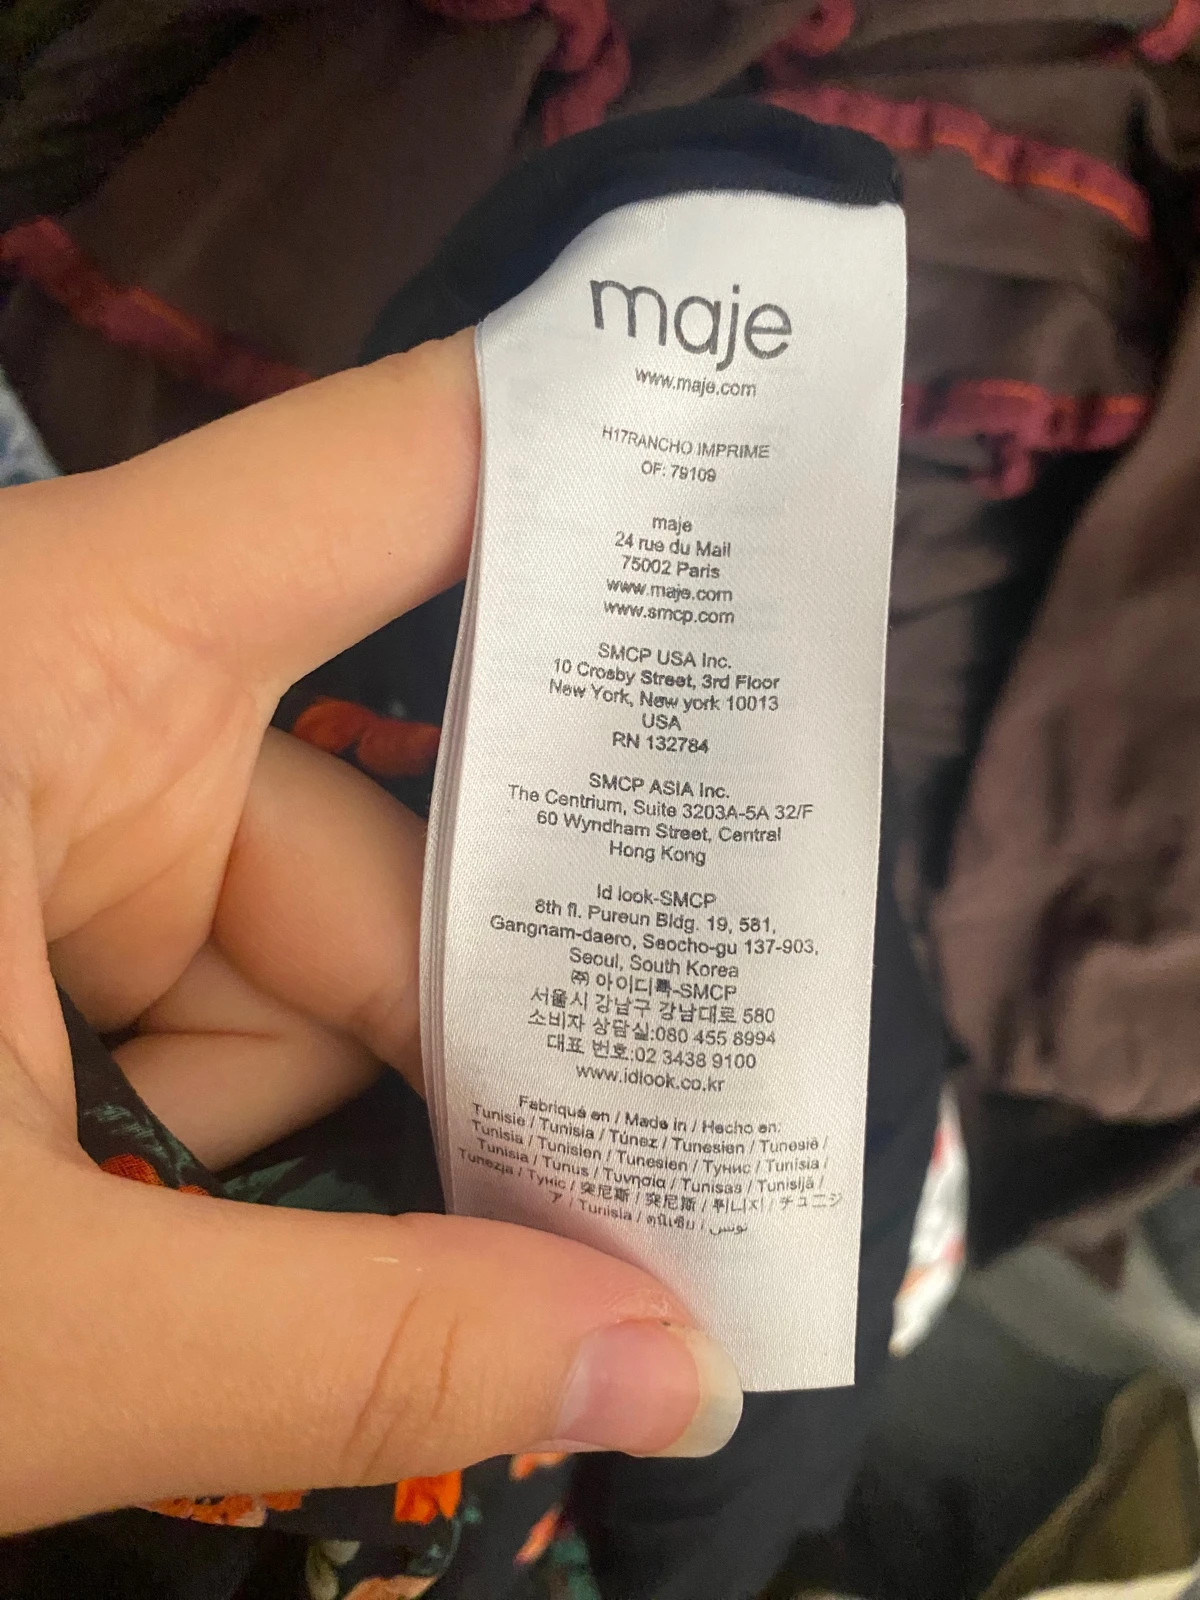 maje
www.maje.com
H17RANCHO IMPRIME
OF: 79109
maje
24 rue du Mail
75002 Paris
www.maje.com
www.smcp.com
SMCP USA Inc.
10 Crosby Street, 3rd Floor
New York, New york 10013
USA
RN 132784
SMCP ASIA Inc.
The Centrium, Suite 3203A-5A 32/F
60 Wyndham Street, Central
Hong Kong
Id look-SMCP
8th fl. Pureun Bldg. 19, 581,
Gangnam-daero, Seocho-gu 137-903,
Seoul, South Korea
㈜ 아이디룩-SMCP
서울시 강남구 강남대로 580
소비자 상담실:080 455 8994
대표 번호:02 3438 9100
www.idlook.co.kr
Fabriqué en / Made in / Hecho en:
Tunisie / Tunisia / Túnez / Tunesien / Tunesië /
Tunísia / Tunisien / Tunesien / Тунис / Tunísia /
Tunisia / Tunus / Τυνησία / Tunisas / Tunisijā /
Tunezja / Туніс / 突尼斯 / 突尼斯 / 튀니지 / チュニジ
ア / Tunisia / ตูนิเซีย / تونس